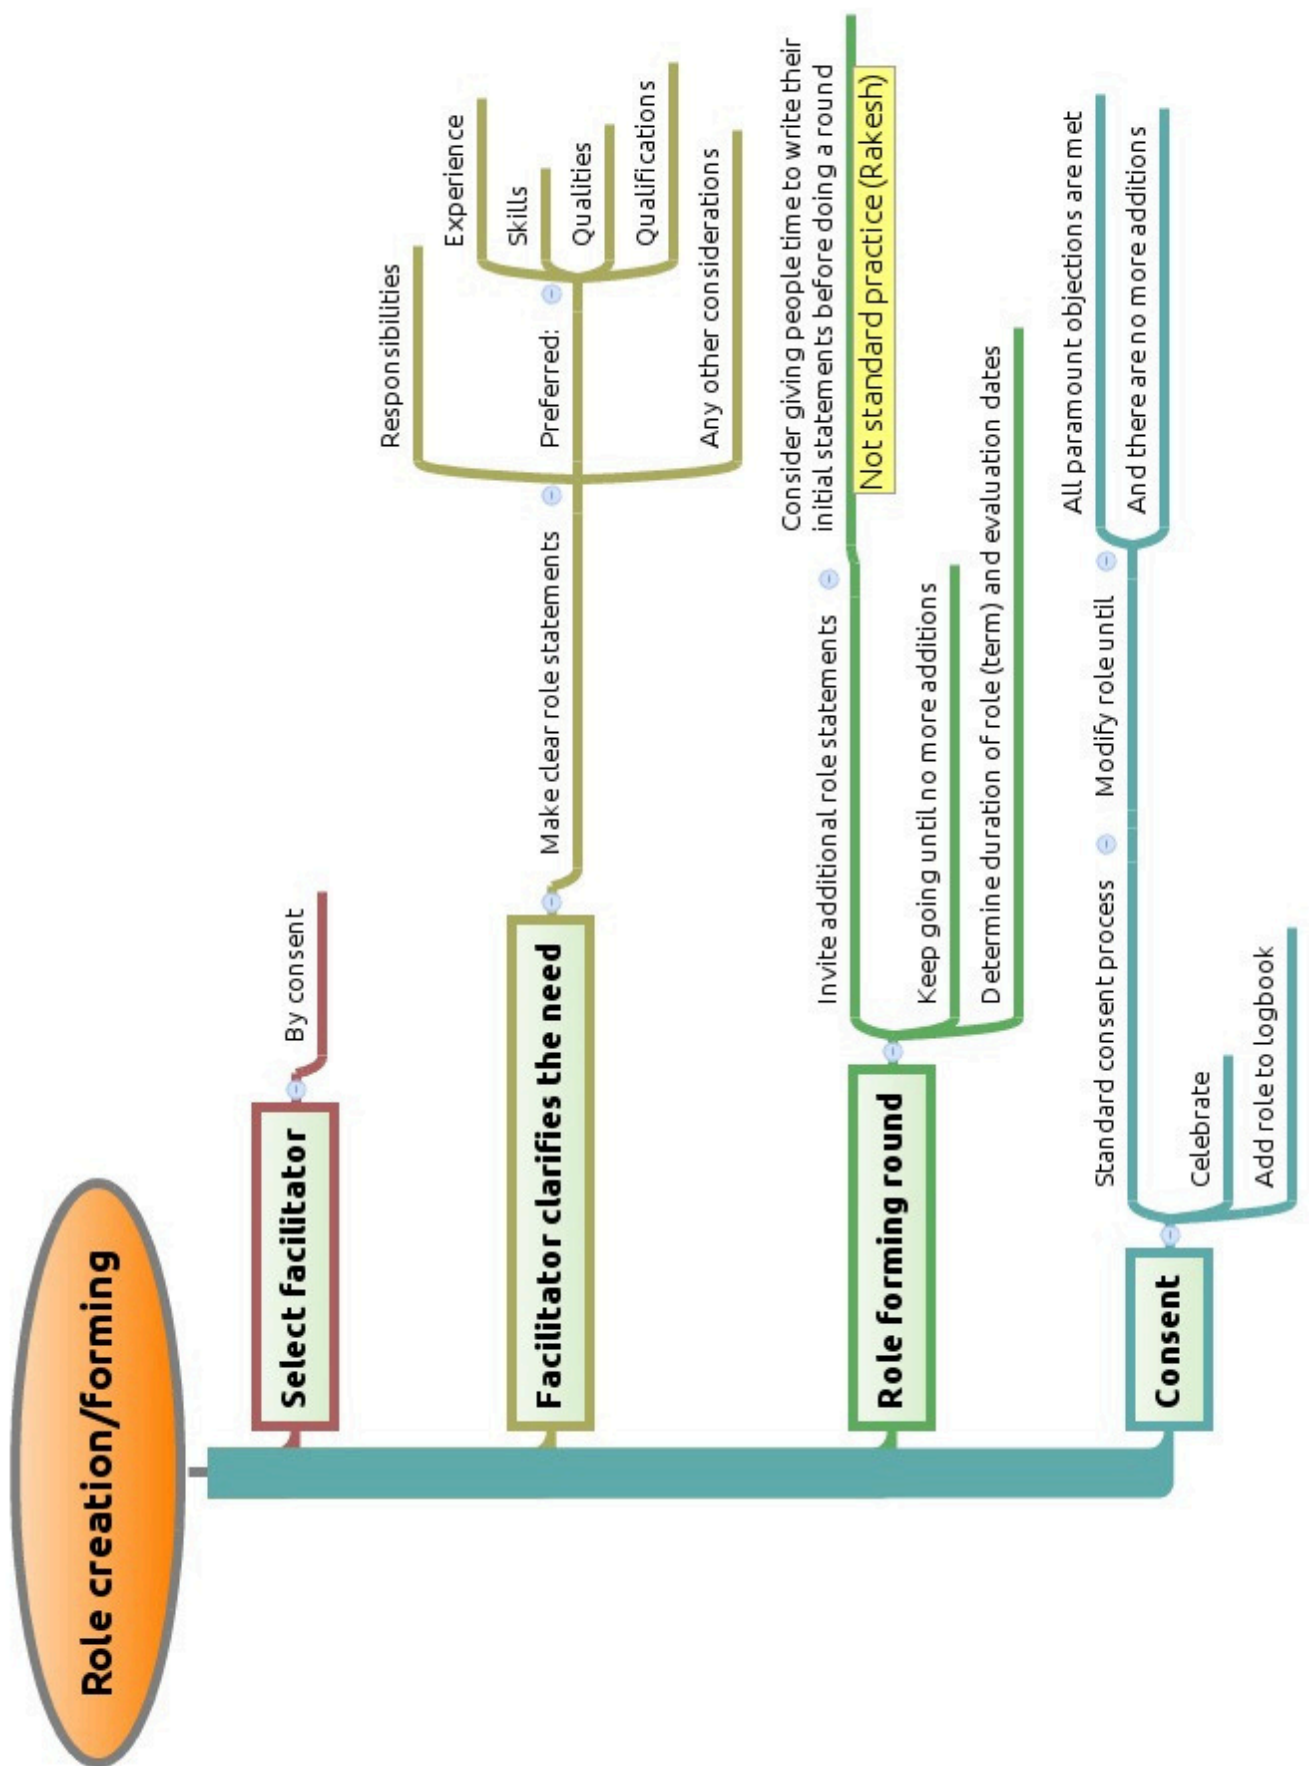 Role creation/forming
Select facilitator
By consent
Facilitator clarifies the need
Make clear role statements
Responsibilities
Preferred:
Experience
Skills
Qualities
Qualifications
Any other considerations
Role forming round
Invite additional role statements
Consider giving people time to write their
initial statements before doing a round
Not standard practice (Rakesh)
Keep going until no more additions
Determine duration of role (term) and evaluation dates
Consent
Standard consent process
Modify role until
All paramount objections are met
And there are no more additions
Celebrate
Add role to logbook